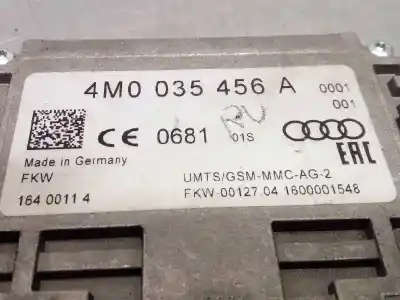 4M0 035 456 A 0001
001
CE 0681 RU 01S
EAC
Made in Germany
FKW UMTS/GSM-MMC-AG-2
164 0011 4 FKW-00127.04 1600001548